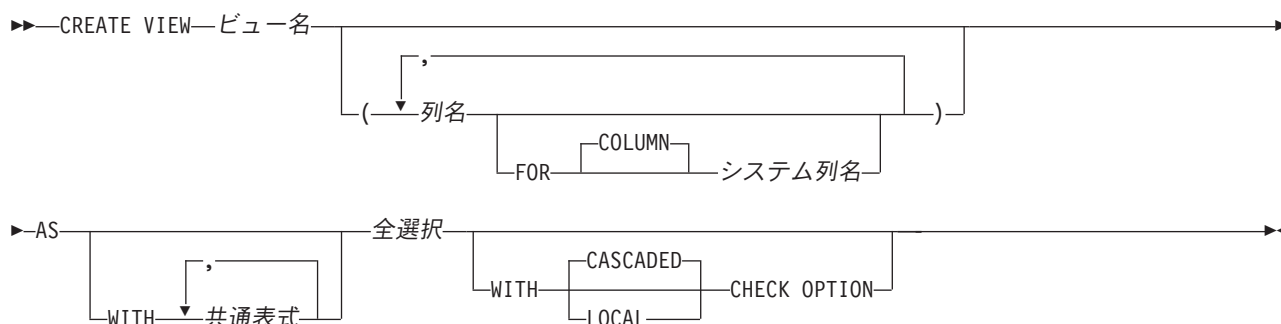 CREATE VIEW ビュー名
,
( 列名 )
COLUMN
FOR システム列名
AS 全選択
, CASCADED
WITH CHECK OPTION
WITH 共通表式 LOCAL